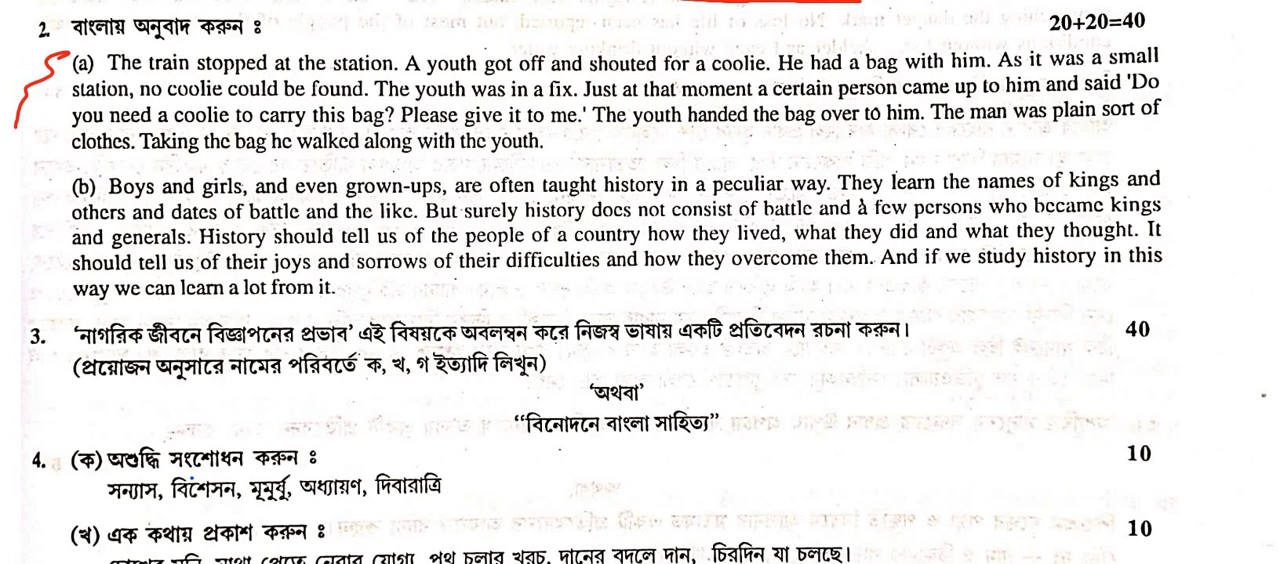 2. বাংলায় অনুবাদ করুন ঃ 20+20=40
(a) The train stopped at the station. A youth got off and shouted for a coolie. He had a bag with him. As it was a small
station, no coolie could be found. The youth was in a fix. Just at that moment a certain person came up to him and said 'Do
you need a coolie to carry this bag? Please give it to me.' The youth handed the bag over to him. The man was plain sort of
clothes. Taking the bag he walked along with the youth.
(b) Boys and girls, and even grown-ups, are often taught history in a peculiar way. They learn the names of kings and
others and dates of battle and the like. But surely history does not consist of battle and a few persons who became kings
and generals. History should tell us of the people of a country how they lived, what they did and what they thought. It
should tell us of their joys and sorrows of their difficulties and how they overcome them. And if we study history in this
way we can learn a lot from it.
3. ‘নাগরিক জীবনে বিজ্ঞাপনের প্রভাব’ এই বিষয়কে অবলম্বন করে নিজস্ব ভাষায় একটি প্রতিবেদন রচনা করুন। 40
(প্রয়োজন অনুসারে নামের পরিবর্তে ক, খ, গ ইত্যাদি লিখুন)
‘অথবা’
“বিনোদনে বাংলা সাহিত্য”
4. (ক) অশুদ্ধি সংশোধন করুন ঃ 10
সন্যাস, বিশেসন, মূমূর্ষু, অধ্যায়ণ, দিবারাত্রি
(খ) এক কথায় প্রকাশ করুন ঃ 10
পথ চলার খরচ, দানের বদলে দান, চিরদিন যা চলছে।